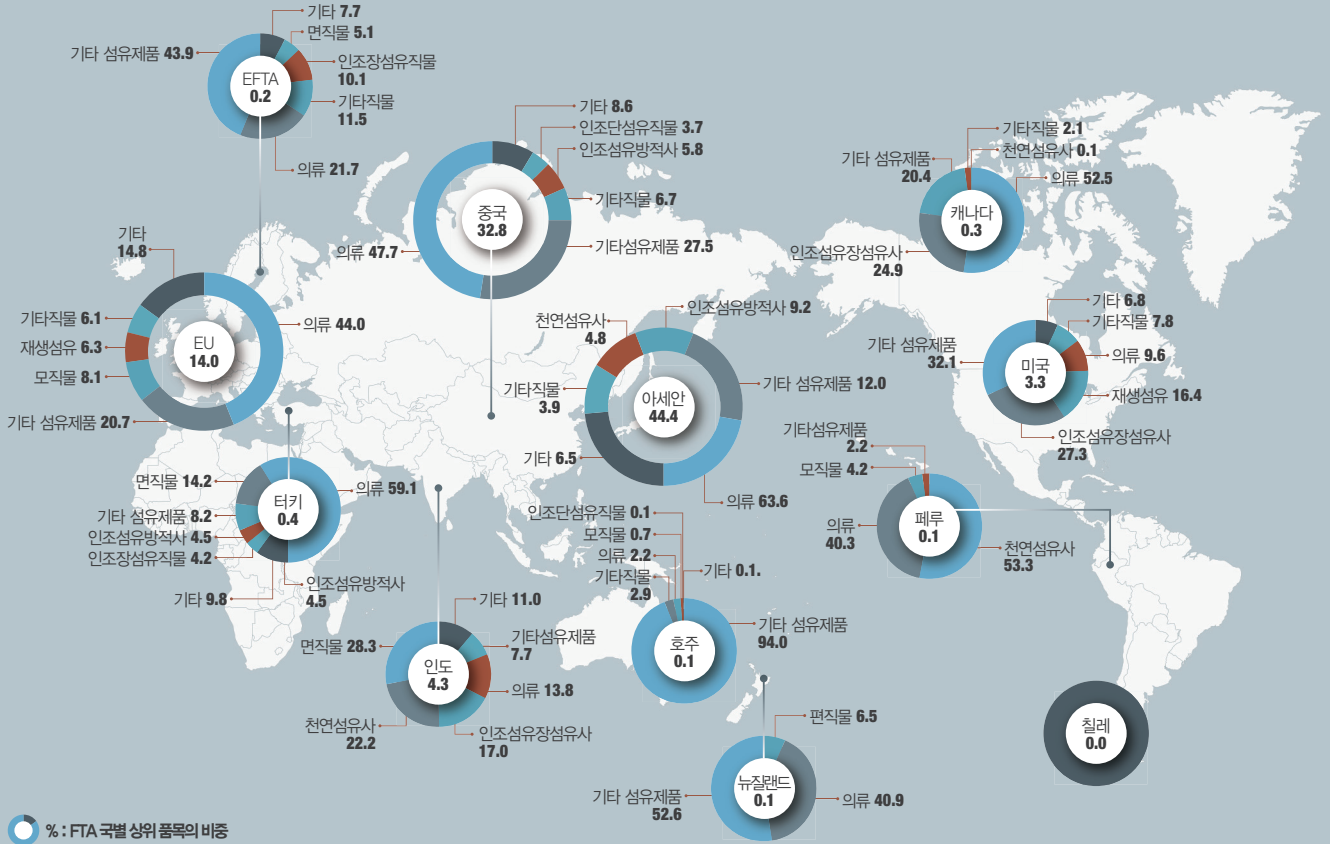 기타 7.7
면직물 5.1
인조장섬유직물
10.1
기타직물
11.5
의류 21.7
기타 섬유제품 43.9
EFTA
0.2
기타 8.6
인조단섬유직물 3.7
인조섬유방적사 5.8
기타직물 6.7
기타섬유제품 27.5
의류 47.7
중국
32.8
기타직물 2.1
천연섬유사 0.1
의류 52.5
기타 섬유제품
20.4
인조섬유장섬유사
24.9
캐나다
0.3
기타
14.8
기타직물 6.1
재생섬유 6.3
모직물 8.1
기타 섬유제품 20.7
의류 44.0
EU
14.0
인조섬유방적사 9.2
천연섬유사
4.8
기타직물
3.9
기타 6.5
기타 섬유제품 12.0
의류 63.6
아세안
44.4
기타 6.8
기타직물 7.8
의류 9.6
재생섬유 16.4
인조섬유장섬유사
27.3
기타 섬유제품
32.1
미국
3.3
면직물 14.2
기타 섬유제품 8.2
인조섬유방적사 4.5
인조장섬유직물 4.2
기타 9.8
인조섬유방적사
4.5
의류 59.1
터키
0.4
기타섬유제품
2.2
모직물 4.2
의류
40.3
천연섬유사
53.3
페루
0.1
인조단섬유직물 0.1
모직물 0.7
의류 2.2
기타직물
2.9
기타 0.1.
기타 섬유제품
94.0
호주
0.1
기타 11.0
기타섬유제품
7.7
의류 13.8
인조섬유장섬유사
17.0
천연섬유사
22.2
면직물 28.3
인도
4.3
편직물 6.5
의류 40.9
기타 섬유제품
52.6
뉴질랜드
0.1
칠레
0.0
% : FTA 국별 상위 품목의 비중